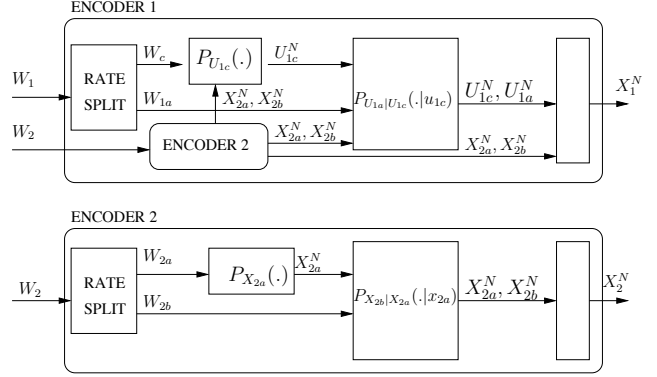 ENCODER 1
W_1
RATE SPLIT
W_c
P_{U_{1c}}(.)
U_{1c}^N
W_{1a}
X_{2a}^N, X_{2b}^N
P_{U_{1a}|U_{1c}}(.|u_{1c})
U_{1c}^N, U_{1a}^N
X_1^N
W_2
ENCODER 2
X_{2a}^N, X_{2b}^N
X_{2a}^N, X_{2b}^N
ENCODER 2
W_2
RATE SPLIT
W_{2a}
P_{X_{2a}}(.)
X_{2a}^N
W_{2b}
P_{X_{2b}|X_{2a}}(.|x_{2a})
X_{2a}^N, X_{2b}^N
X_2^N